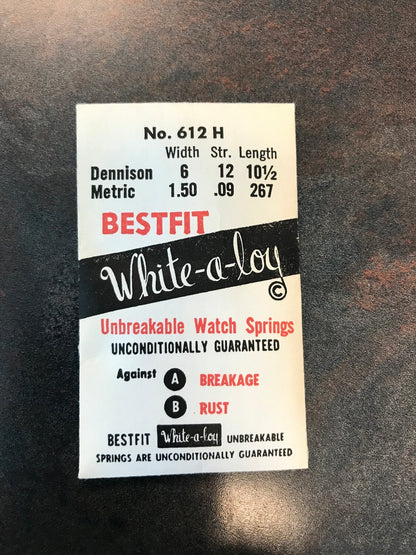 No. 612 H
Width Str. Length
Dennison 6 12 10½
Metric 1.50 .09 267
BESTFIT
White-a-loy ©
Unbreakable Watch Springs
UNCONDITIONALLY GUARANTEED
Against A BREAKAGE
B RUST
BESTFIT White-a-loy UNBREAKABLE
SPRINGS ARE UNCONDITIONALLY GUARANTEED